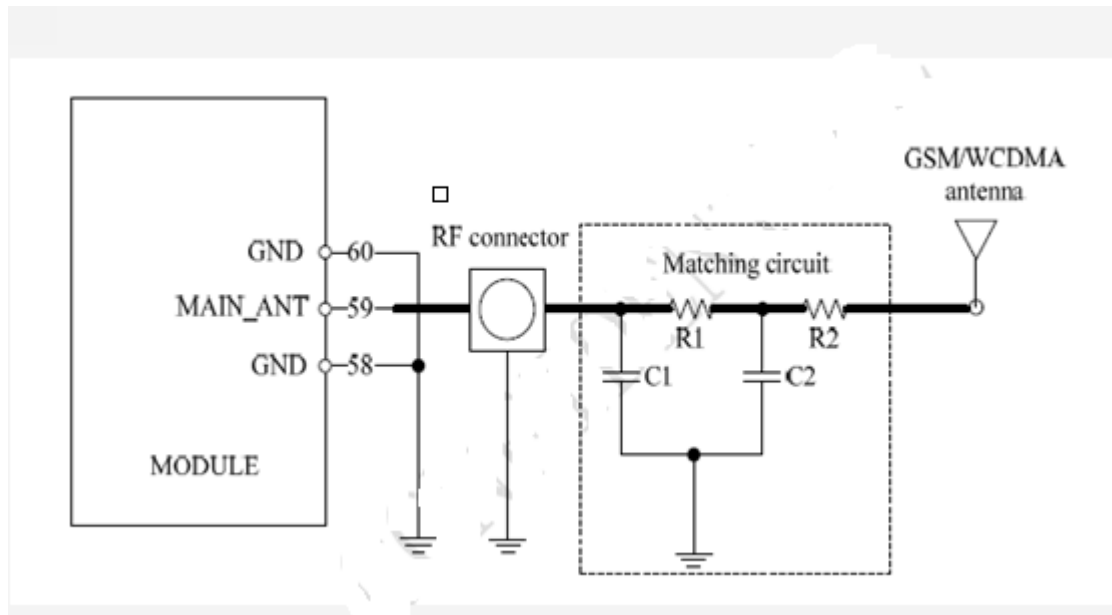 GSM/WCDMA
antenna
RF connector
Matching circuit
GND 60
MAIN_ANT 59
R1
R2
GND 58
C1
C2
MODULE